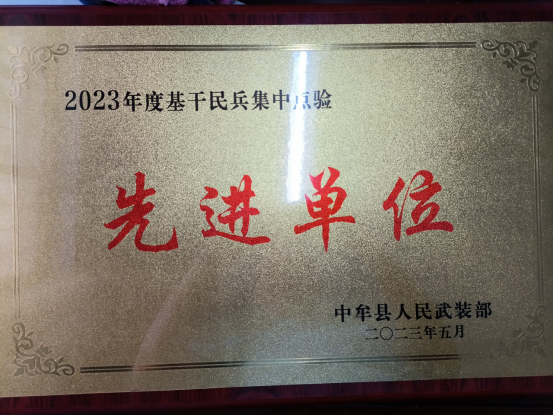 2023年度基干民兵集中点验
先进单位
中牟县人民武装部
二〇二三年五月